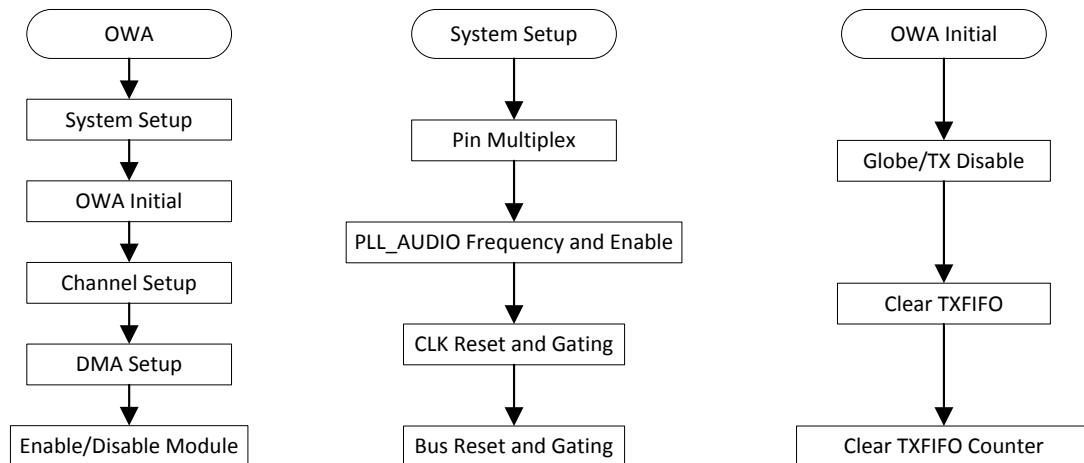 OWA
System Setup
OWA Initial
Channel Setup
DMA Setup
Enable/Disable Module
System Setup
Pin Multiplex
PLL_AUDIO Frequency and Enable
CLK Reset and Gating
Bus Reset and Gating
OWA Initial
Globe/TX Disable
Clear TXFIFO
Clear TXFIFO Counter